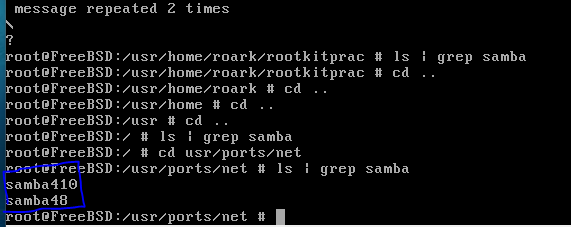 message repeated 2 times
\
?
root@FreeBSD:/usr/home/roark/rootkitprac # ls | grep samba
root@FreeBSD:/usr/home/roark/rootkitprac # cd ..
root@FreeBSD:/usr/home/roark # cd ..
root@FreeBSD:/usr/home # cd ..
root@FreeBSD:/usr # cd ..
root@FreeBSD:/ # ls | grep samba
root@FreeBSD:/ # cd usr/ports/net
root@FreeBSD:/usr/ports/net # ls | grep samba
samba410
samba48
root@FreeBSD:/usr/ports/net #